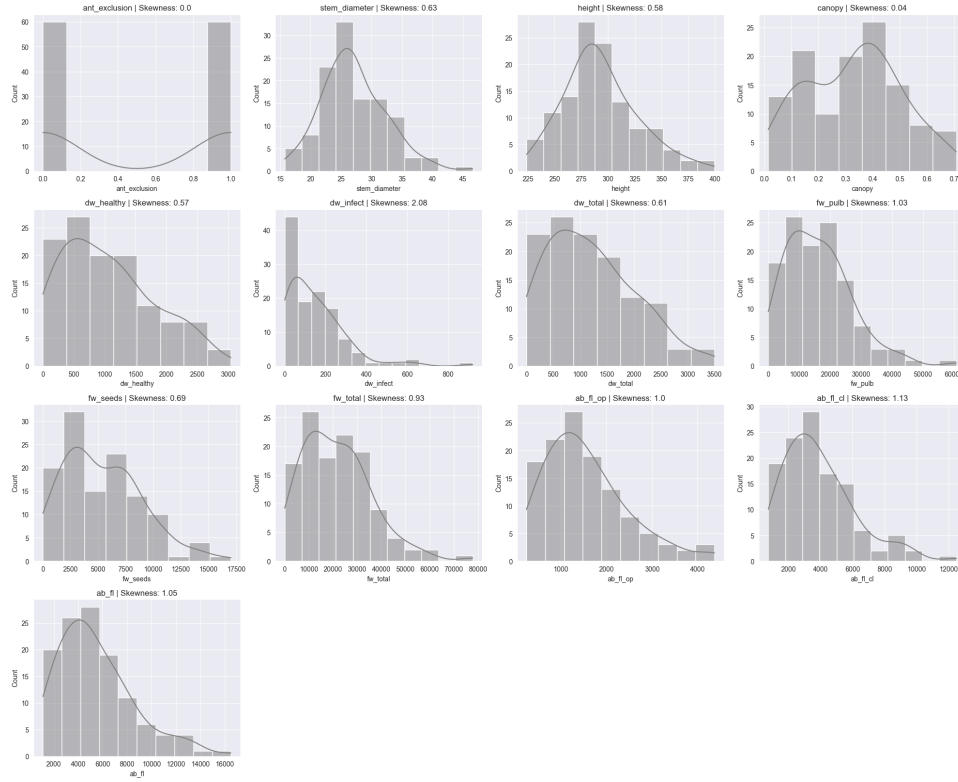 ant_exclusion | Skewness: 0.0
Count
60
50
40
30
20
10
0
0.0 0.2 0.4 0.6 0.8 1.0
ant_exclusion
stem_diameter | Skewness: 0.63
Count
30
25
20
15
10
5
0
15 20 25 30 35 40 45
stem_diameter
height | Skewness: 0.58
Count
25
20
15
10
5
0
225 250 275 300 325 350 375 400
height
canopy | Skewness: 0.04
Count
25
20
15
10
5
0
0.0 0.1 0.2 0.3 0.4 0.5 0.6 0.7
canopy
dw_healthy | Skewness: 0.57
Count
25
20
15
10
5
0
0 500 1000 1500 2000 2500 3000
dw_healthy
dw_infect | Skewness: 2.08
Count
40
30
20
10
0
0 200 400 600 800
dw_infect
dw_total | Skewness: 0.61
Count
25
20
15
10
5
0
0 500 1000 1500 2000 2500 3000 3500
dw_total
fw_pulb | Skewness: 1.03
Count
25
20
15
10
5
0
0 10000 20000 30000 40000 50000
fw_pulb
fw_seeds | Skewness: 0.69
Count
30
25
20
15
10
5
0
0 2500 5000 7500 10000 12500 15000 17500
fw_seeds
fw_total | Skewness: 0.93
Count
25
20
15
10
5
0
0 10000 20000 30000 40000 50000 60000 70000 80000
fw_total
ab_fl_op | Skewness: 1.0
Count
25
20
15
10
5
0
1000 2000 3000 4000
ab_fl_op
ab_fl_cl | Skewness: 1.13
Count
30
25
20
15
10
5
0
2000 4000 6000 8000 10000 12000
ab_fl_cl
ab_fl | Skewness: 1.05
Count
25
20
15
10
5
0
2000 4000 6000 8000 10000 12000 14000 16000
ab_fl